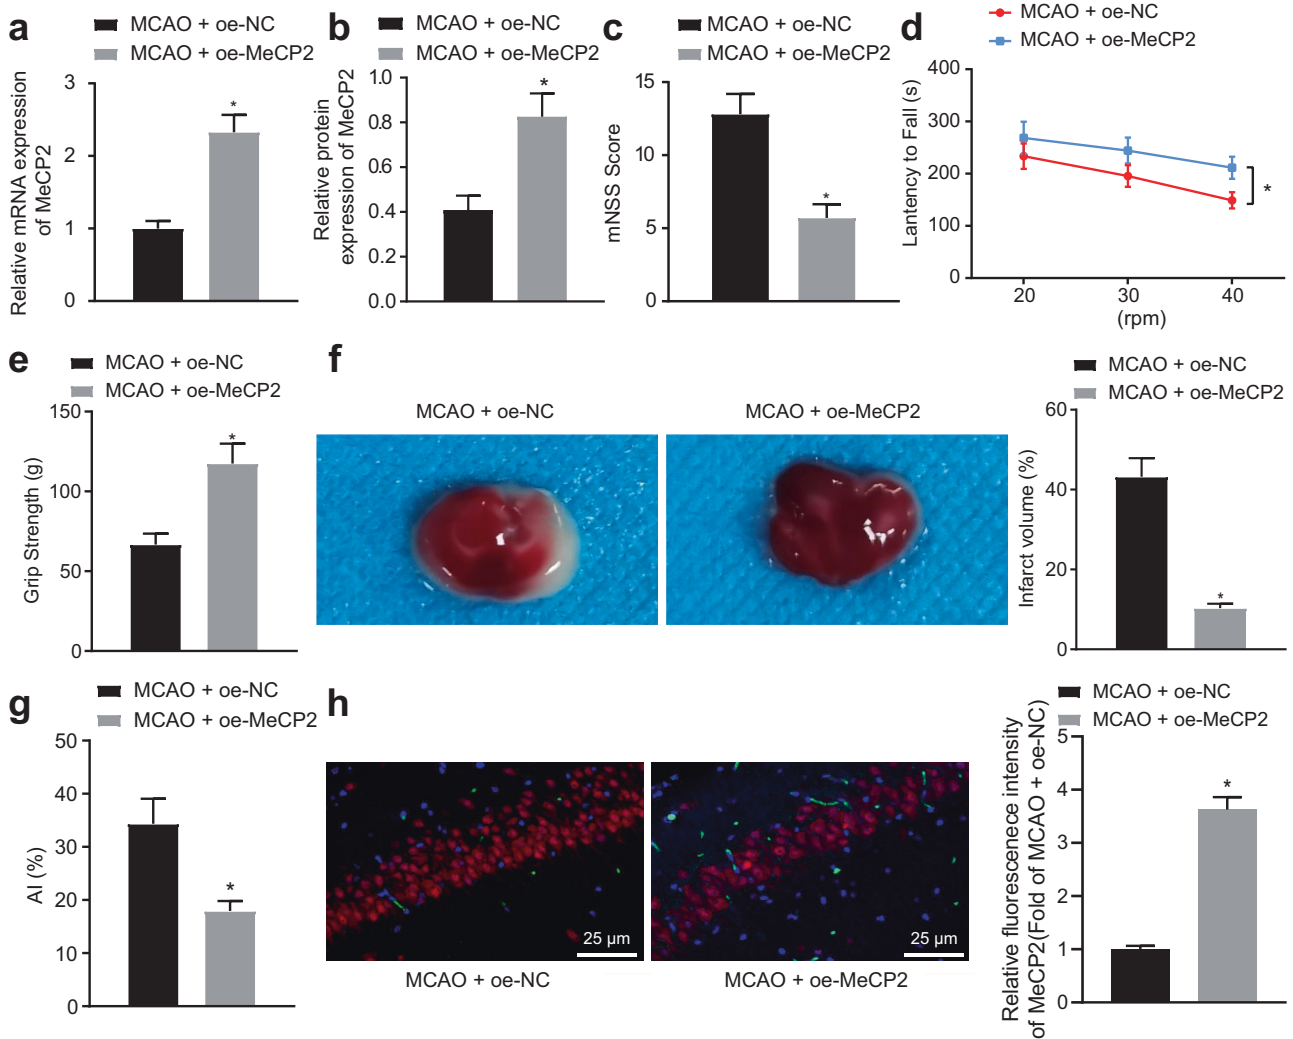 a
MCAO + oe-NC
MCAO + oe-MeCP2
Relative mRNA expression
of MeCP2
3
2
1
0
*
b
MCAO + oe-NC
MCAO + oe-MeCP2
Relative protein
expression of MeCP2
1.0
0.8
0.6
0.4
0.2
0.0
*
c
MCAO + oe-NC
MCAO + oe-MeCP2
mNSS Score
15
10
5
0
*
d
MCAO + oe-NC
MCAO + oe-MeCP2
Lantency to Fall (s)
400
300
200
100
0
20
30
40
(rpm)
*
e
MCAO + oe-NC
MCAO + oe-MeCP2
Grip Strength (g)
150
100
50
0
*
f
MCAO + oe-NC
MCAO + oe-MeCP2
MCAO + oe-NC
MCAO + oe-MeCP2
Infarct volume (%)
60
40
20
0
*
g
MCAO + oe-NC
MCAO + oe-MeCP2
AI (%)
50
40
30
20
10
0
*
h
25 µm
25 µm
MCAO + oe-NC
MCAO + oe-MeCP2
MCAO + oe-NC
MCAO + oe-MeCP2
Relative fluorescenece intensity
of MeCP2(Fold of MCAO + oe-NC)
5
4
3
2
1
0
*